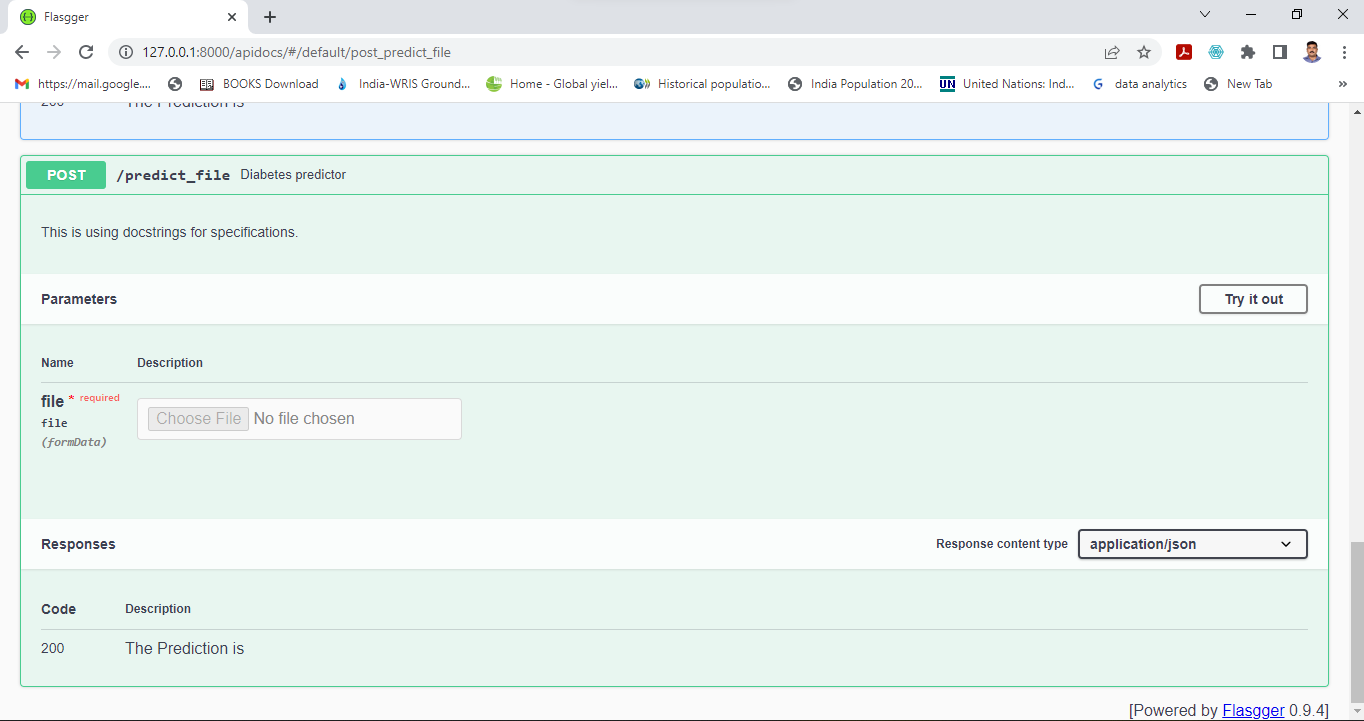 Flasgger
127.0.0.1:8000/apidocs/#/default/post_predict_file
https://mail.google.... BOOKS Download India-WRIS Ground... Home - Global yiel... Historical populatio... India Population 20... UN United Nations: Ind... G data analytics New Tab »
200 The Prediction is
POST /predict_file Diabetes predictor
This is using docstrings for specifications.
Parameters Try it out
Name Description
file * required
file
(formData)
Choose File No file chosen
Responses Response content type application/json
Code Description
200 The Prediction is
[Powered by Flasgger 0.9.4]